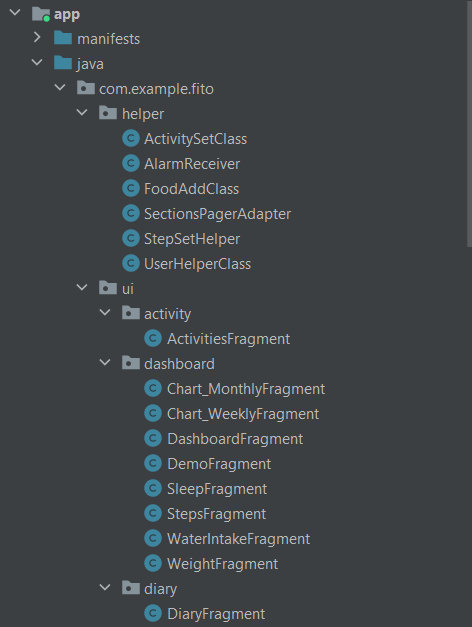 app
manifests
java
com.example.fito
helper
ActivitySetClass
AlarmReceiver
FoodAddClass
SectionsPagerAdapter
StepSetHelper
UserHelperClass
ui
activity
ActivitiesFragment
dashboard
Chart_MonthlyFragment
Chart_WeeklyFragment
DashboardFragment
DemoFragment
SleepFragment
StepsFragment
WaterIntakeFragment
WeightFragment
diary
DiaryFragment